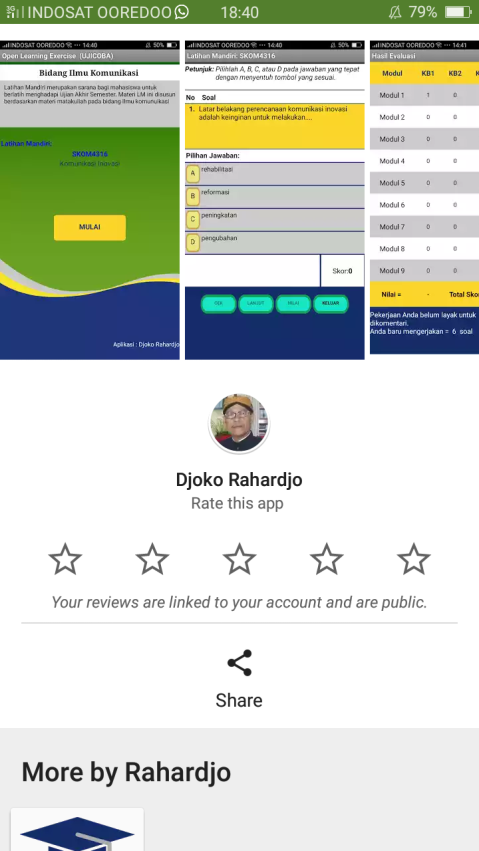 3G INDOSAT OOREDOO 18:40 79%
INDOSAT OOREDOO 14:40 50%
Open Learning Exercise (UJICOBA)
Bidang Ilmu Komunikasi
Latihan Mandiri merupakan sarana bagi mahasiswa untuk
berlatih menghadapi Ujian Akhir Semester. Materi LM ini disusun
berdasarkan materi matakuliah pada bidang ilmu komunikasi
Latihan Mandiri:
SKOM4316
Komunikasi Inovasi
MULAI
Aplikasi : Djoko Rahardjo
INDOSAT OOREDOO 14:40 50%
Latihan Mandiri: SKOM4316
Petunjuk: Pilihlah A, B, C, atau D pada jawaban yang tepat
dengan menyentuh tombol yang sesuai.
No Soal
1. Latar belakang perencanaan komunikasi inovasi
adalah keinginan untuk melakukan....
Pilihan Jawaban:
A rehabilitasi
B reformasi
C peningkatan
D pengubahan
Skor:0
CEK LANJUT NILAI KELUAR
INDOSAT OOREDOO 14:41
Hasil Evaluasi
Modul KB1 KB2 K
Modul 1 1 0
Modul 2 0 0
Modul 3 0 0
Modul 4 0 0
Modul 5 0 0
Modul 6 0 0
Modul 7 0 0
Modul 8 0 0
Modul 9 0 0
Nilai = - Total Sko
Pekerjaan Anda belum layak untuk
dikomentari.
Anda baru mengerjakan = 6 soal
Djoko Rahardjo
Rate this app
Your reviews are linked to your account and are public.
Share
More by Rahardjo